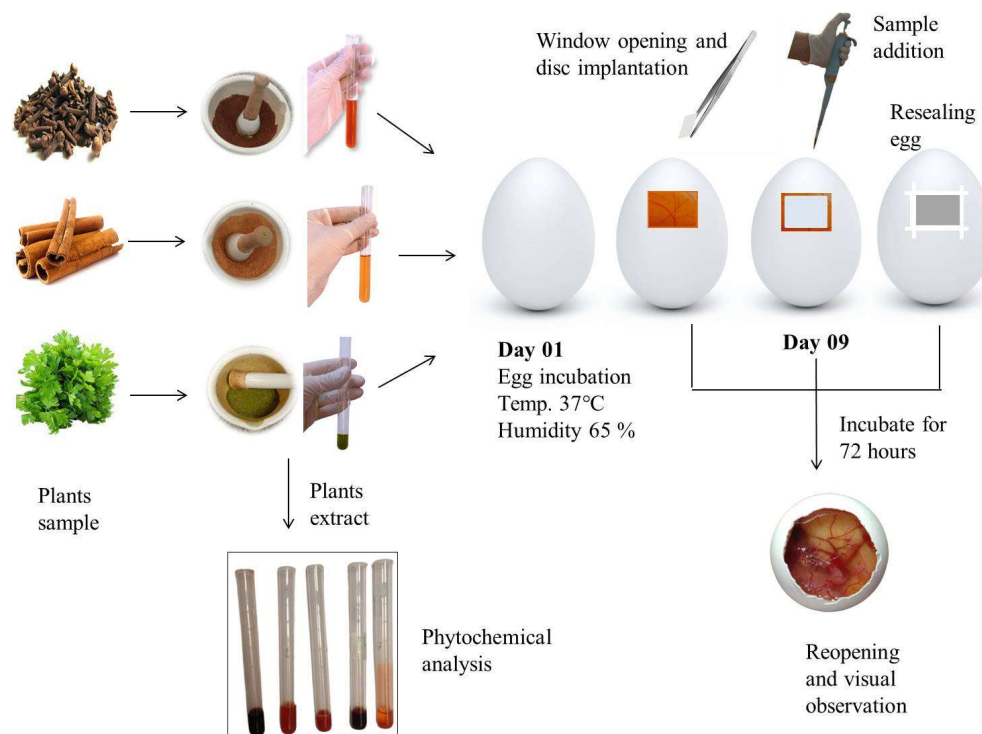 Window opening and
disc implantation
Sample
addition
Resealing
egg
Day 01
Egg incubation
Temp. 37℃
Humidity 65 %
Day 09
Incubate for
72 hours
Plants
sample
Plants
extract
Phytochemical
analysis
Reopening
and visual
observation